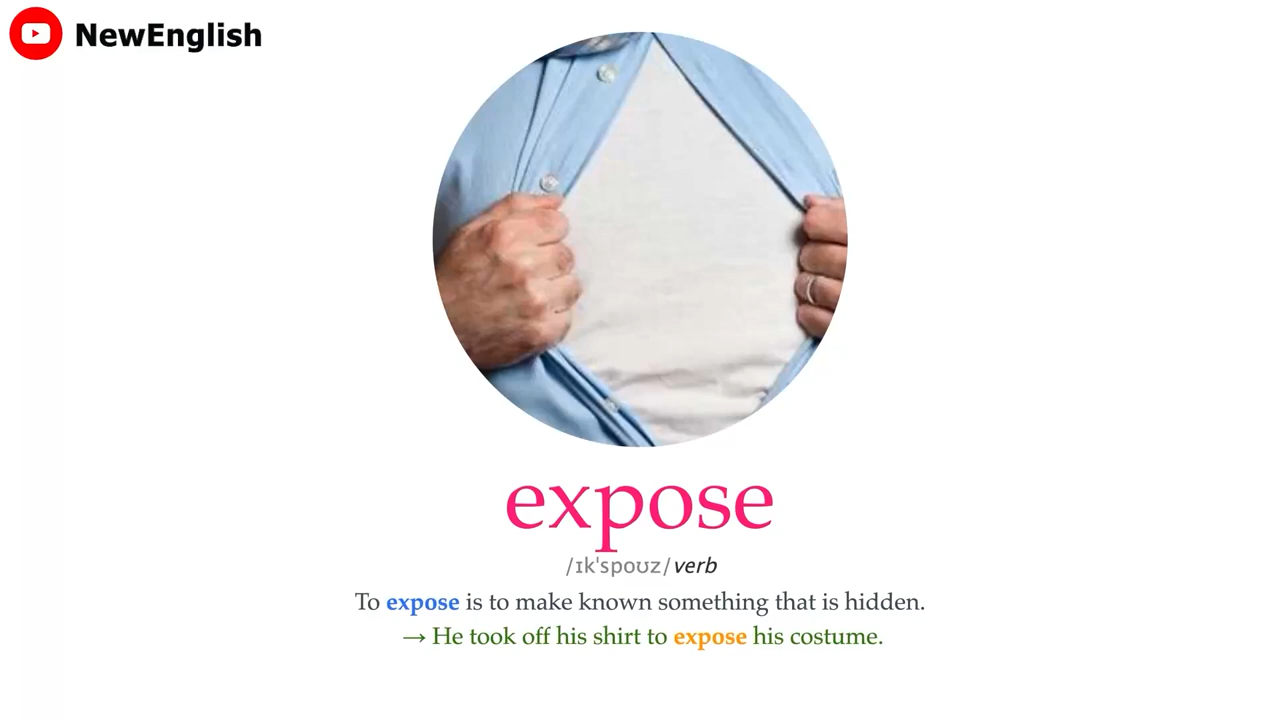 NewEnglish
expose
/ɪkˈspoʊz/verb
To expose is to make known something that is hidden.
→ He took off his shirt to expose his costume.